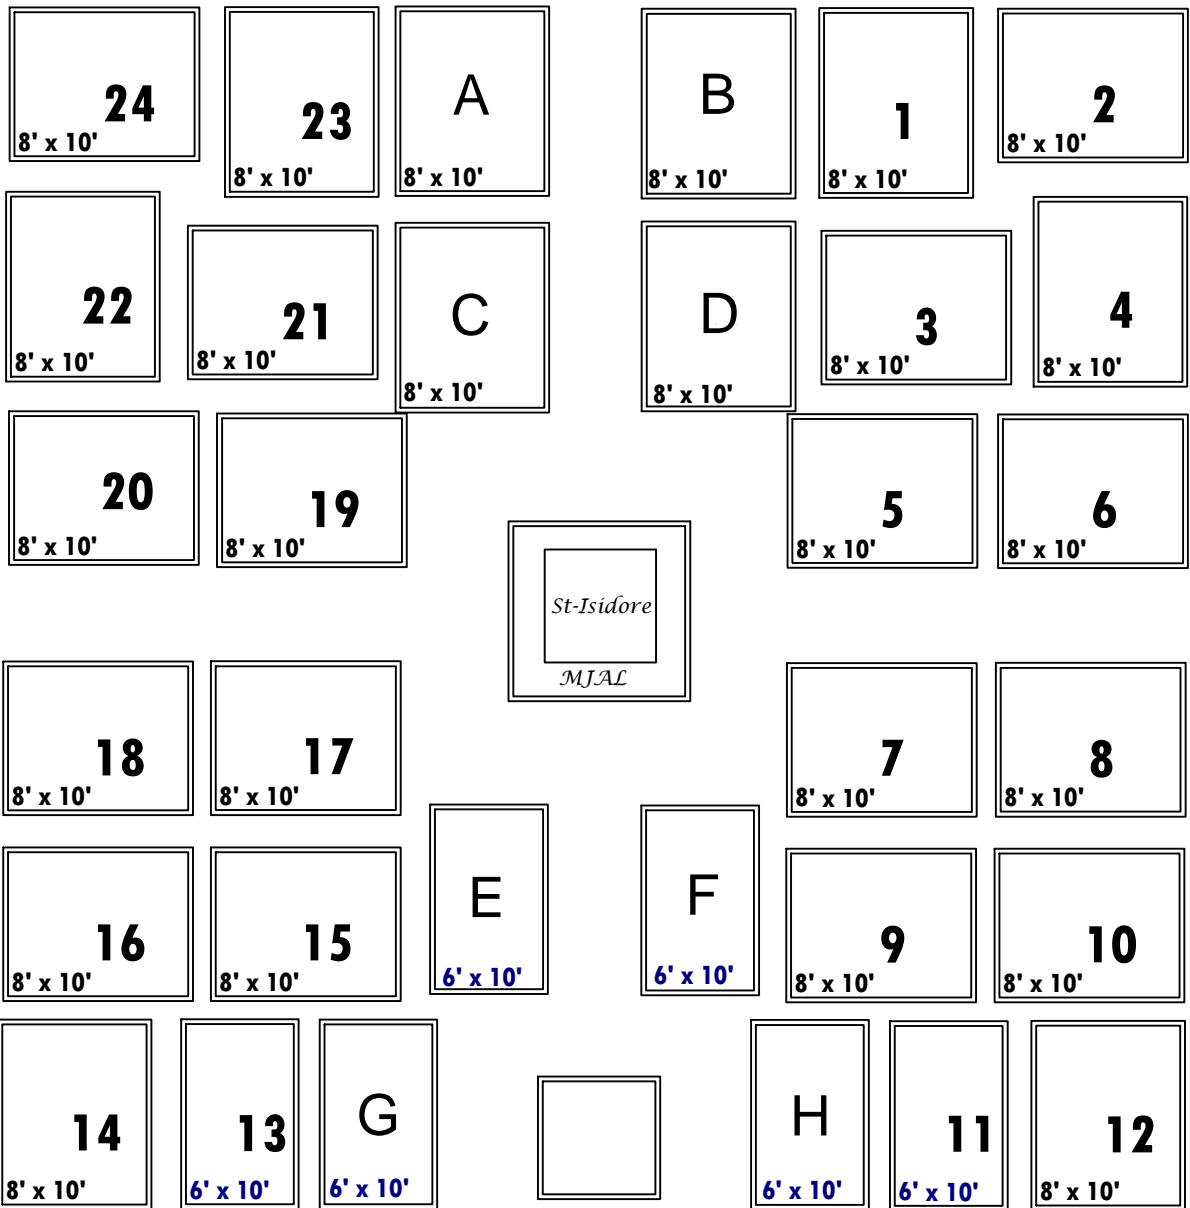 24
8' x 10'
23
8' x 10'
A
8' x 10'
B
8' x 10'
1
8' x 10'
2
8' x 10'
22
8' x 10'
21
8' x 10'
C
8' x 10'
D
8' x 10'
3
8' x 10'
4
8' x 10'
20
8' x 10'
19
8' x 10'
5
8' x 10'
6
8' x 10'
St-Isidore
MJAL
18
8' x 10'
17
8' x 10'
7
8' x 10'
8
8' x 10'
16
8' x 10'
15
8' x 10'
E
6' x 10'
F
6' x 10'
9
8' x 10'
10
8' x 10'
14
8' x 10'
13
6' x 10'
G
6' x 10'
H
6' x 10'
11
6' x 10'
12
8' x 10'